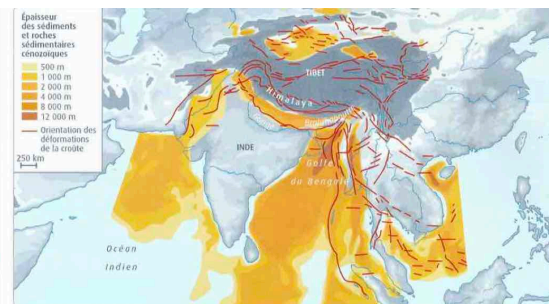 Épaisseur
des sédiments
et roches
sédimentaires
cénozoïques
500 m
1 000 m
2 000 m
4 000 m
8 000 m
12 000 m
Orientation des
déformations
de la croûte
250 km
TIBET
Himalaya
INDE
Golfe
du Bengale
Océan
Indien